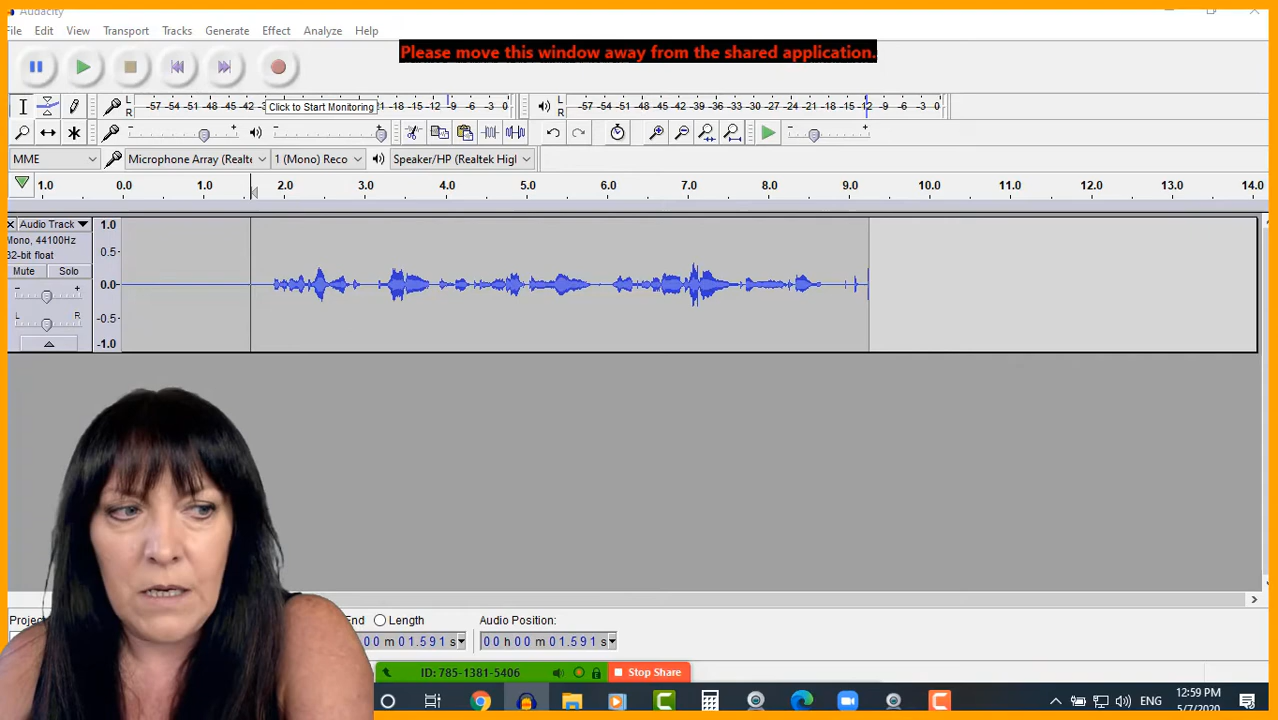 Audacity
File Edit View Transport Tracks Generate Effect Analyze Help
Please move this window away from the shared application.
L R -57 -54 -51 -48 -45 -42 Click to Start Monitoring 21 -18 -15 -12 -9 -6 -3 0
L R -57 -54 -51 -48 -45 -42 -39 -36 -33 -30 -27 -24 -21 -18 -15 -12 -9 -6 -3 0
- + - + - +
MME Microphone Array (Realte 1 (Mono) Reco Speaker/HP (Realtek Higl
1.0 0.0 1.0 2.0 3.0 4.0 5.0 6.0 7.0 8.0 9.0 10.0 11.0 12.0 13.0 14.0
X Audio Track 1.0
Mono, 44100Hz
32-bit float 0.5
Mute Solo
- + 0.0
L R -0.5
-1.0
Project End Length Audio Position:
00 m 01.591 s 00 h 00 m 01.591 s
ID: 785-1381-5406 Stop Share
ENG 12:59 PM
5/7/2020